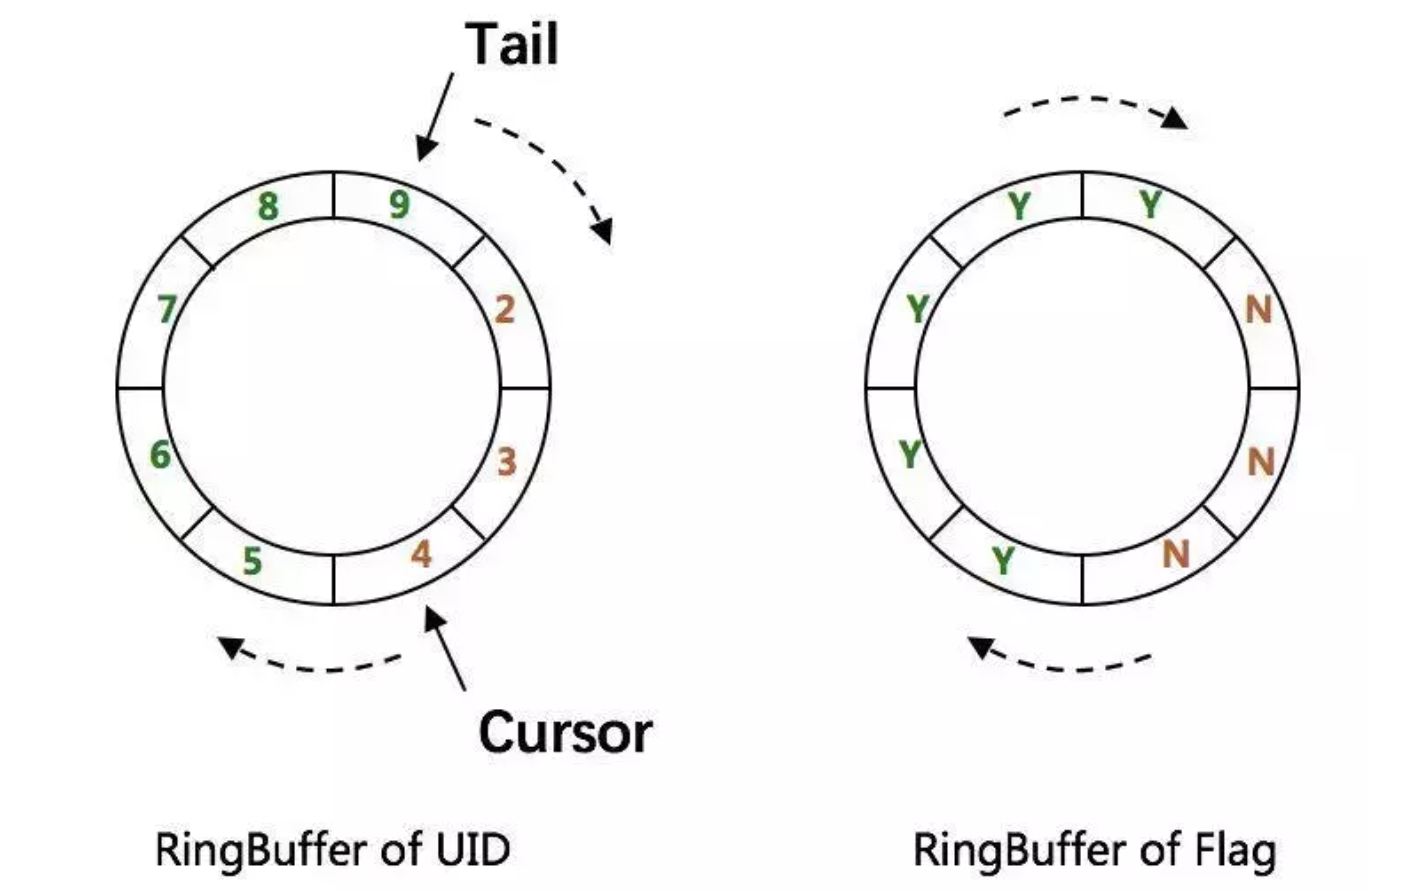 Tail
8 9
7 2
6 3
5 4
Cursor
RingBuffer of UID
Y Y
Y N
Y N
Y N
RingBuffer of Flag